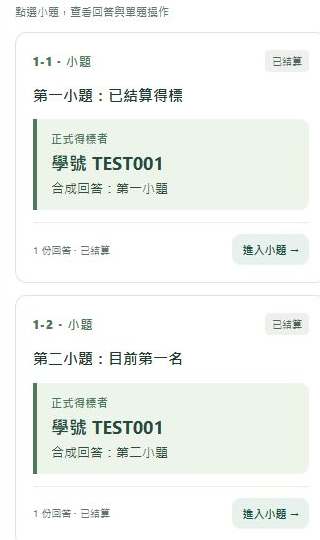 點選小題，查看回答與單題操作
1-1 · 小題
已結算
第一小題：已結算得標
正式得標者
學號 TEST001
合成回答：第一小題
1 份回答 · 已結算
進入小題 →
1-2 · 小題
已結算
第二小題：目前第一名
正式得標者
學號 TEST001
合成回答：第二小題
1 份回答 · 已結算
進入小題 →